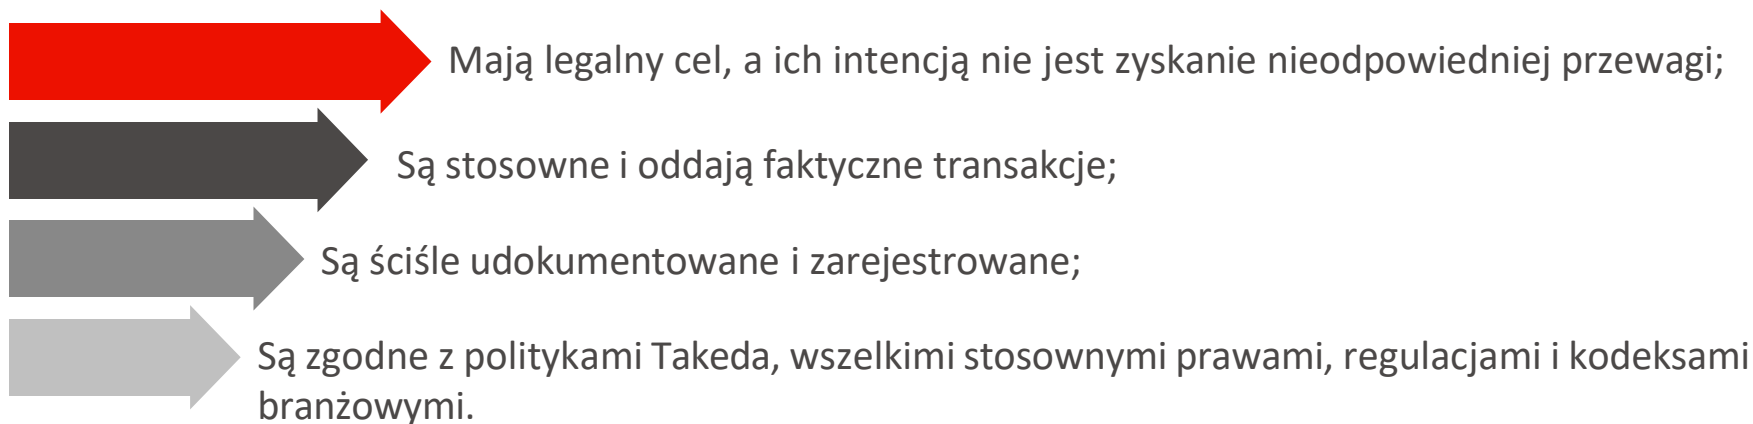 Mają legalny cel, a ich intencją nie jest zyskanie nieodpowiedniej przewagi;
Są stosowne i oddają faktyczne transakcje;
Są ściśle udokumentowane i zarejestrowane;
Są zgodne z politykami Takeda, wszelkimi stosownymi prawami, regulacjami i kodeksami
branżowymi.